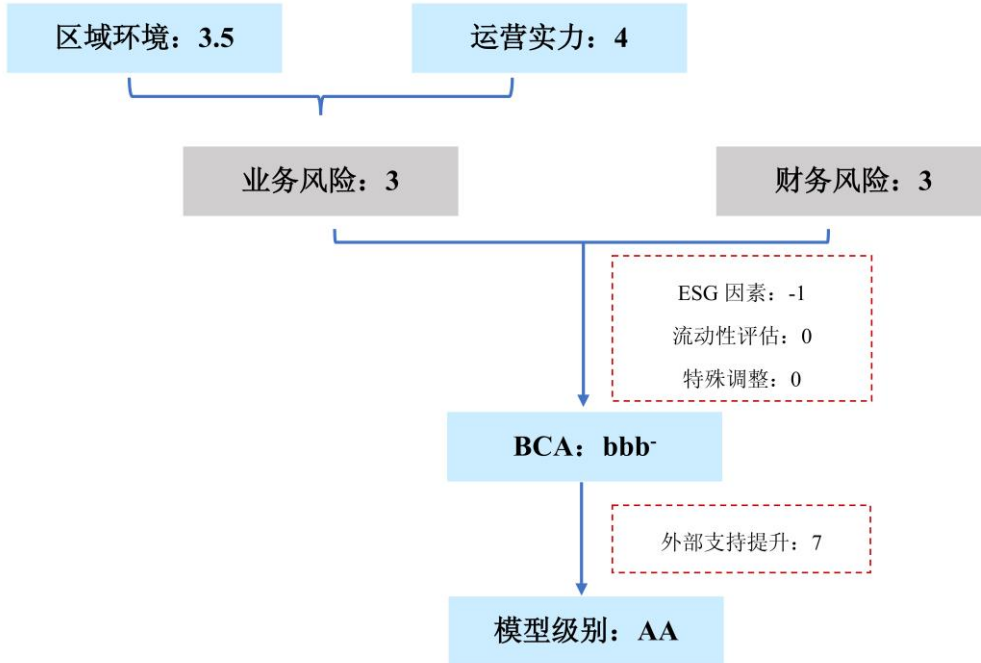 区域环境：3.5
运营实力：4
业务风险：3
财务风险：3
ESG 因素：-1
流动性评估：0
特殊调整：0
BCA：bbb-
外部支持提升：7
模型级别：AA